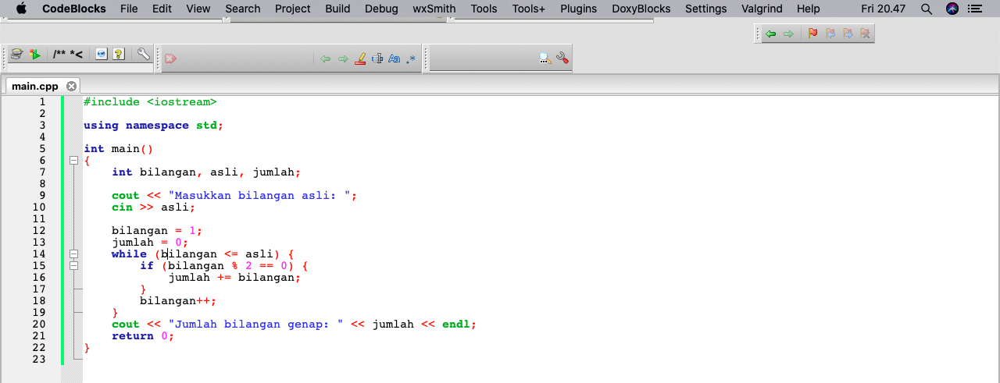 CodeBlocks File Edit View Search Project Build Debug wxSmith Tools Tools+ Plugins DoxyBlocks Settings Valgrind Help Fri 20.47
/** *< Aa .*
main.cpp
1 #include <iostream>
2
3 using namespace std;
4
5 int main()
6 {
7 int bilangan, asli, jumlah;
8
9 cout << "Masukkan bilangan asli: ";
10 cin >> asli;
11
12 bilangan = 1;
13 jumlah = 0;
14 while (bilangan <= asli) {
15 if (bilangan % 2 == 0) {
16 jumlah += bilangan;
17 }
18 bilangan++;
19 }
20 cout << "Jumlah bilangan genap: " << jumlah << endl;
21 return 0;
22 }
23